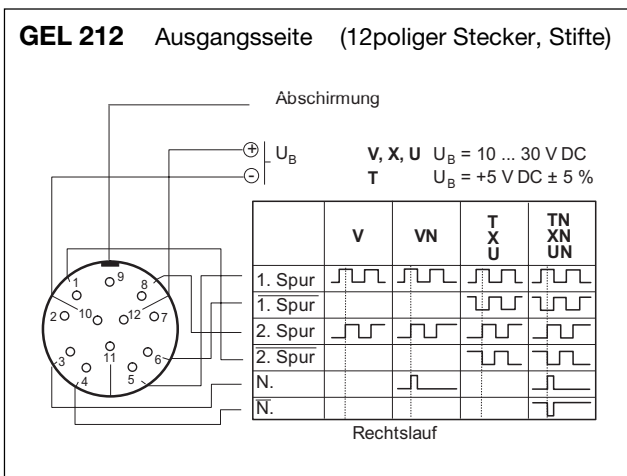 GEL 212 Ausgangsseite (12poliger Stecker, Stifte)
Abschirmung
+ U_B V, X, U U_B = 10 ... 30 V DC
- T U_B = +5 V DC ± 5 %
V VN T X U TN XN UN
1. Spur
1. Spur
2. Spur
2. Spur
N.
N.
1 9 8
2 10 12 7
3 11 6
4 5
Rechtslauf